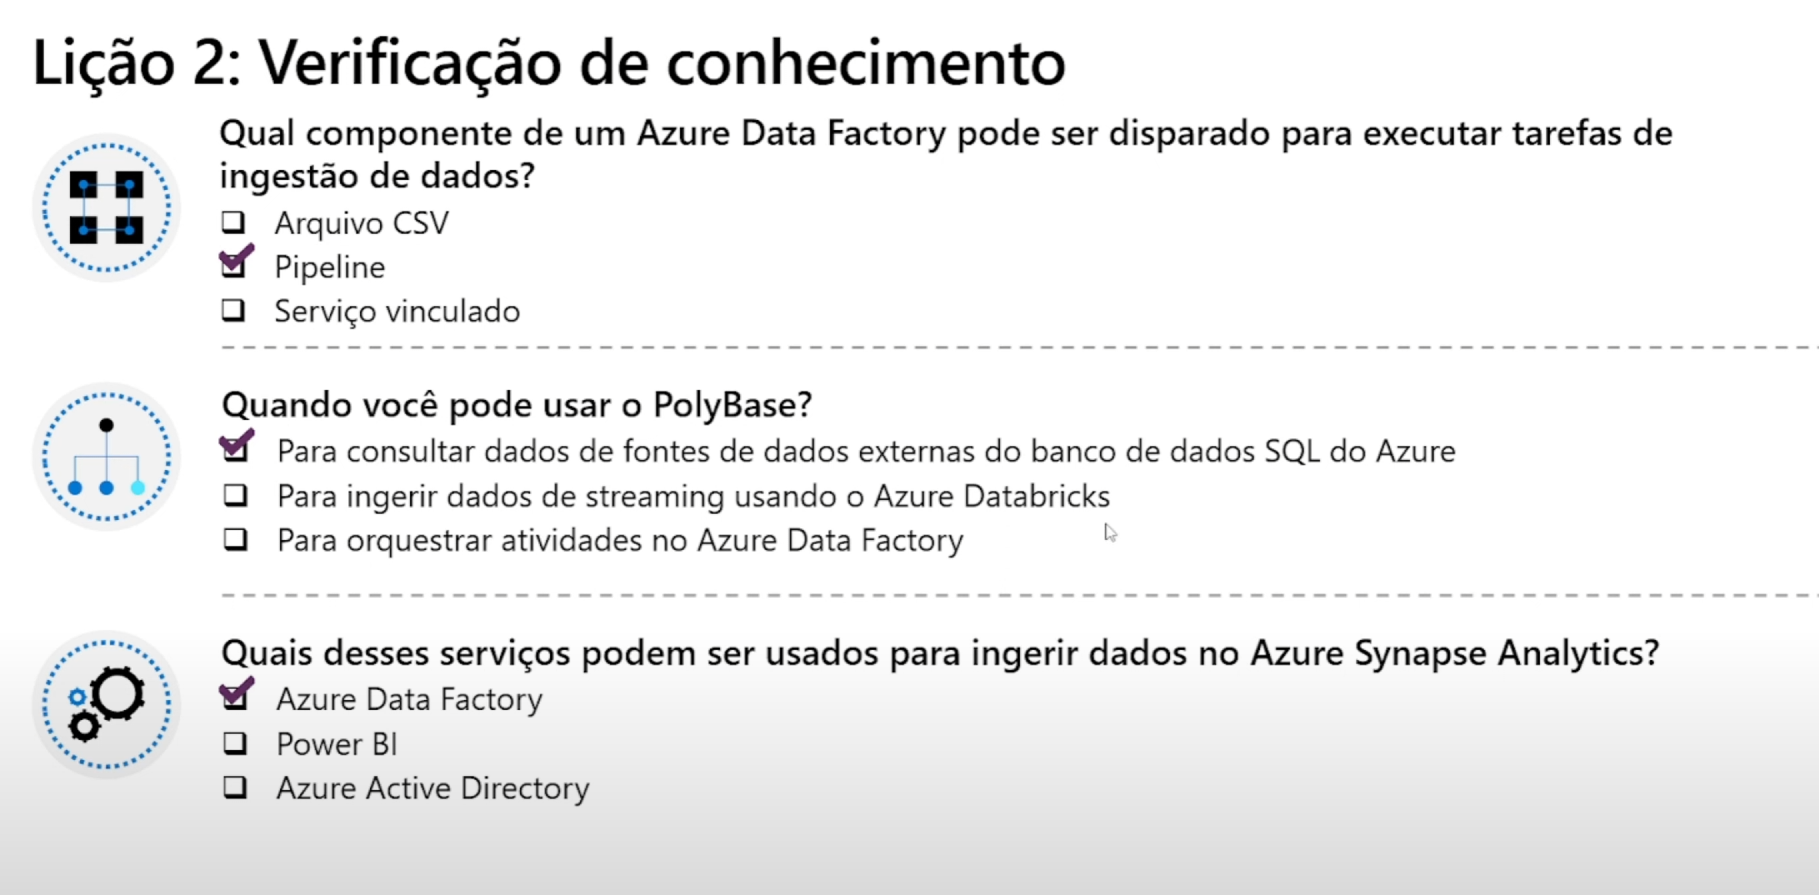 Lição 2: Verificação de conhecimento
Qual componente de um Azure Data Factory pode ser disparado para executar tarefas de
ingestão de dados?
Arquivo CSV
Pipeline
Serviço vinculado
Quando você pode usar o PolyBase?
Para consultar dados de fontes de dados externas do banco de dados SQL do Azure
Para ingerir dados de streaming usando o Azure Databricks
Para orquestrar atividades no Azure Data Factory
Quais desses serviços podem ser usados para ingerir dados no Azure Synapse Analytics?
Azure Data Factory
Power BI
Azure Active Directory